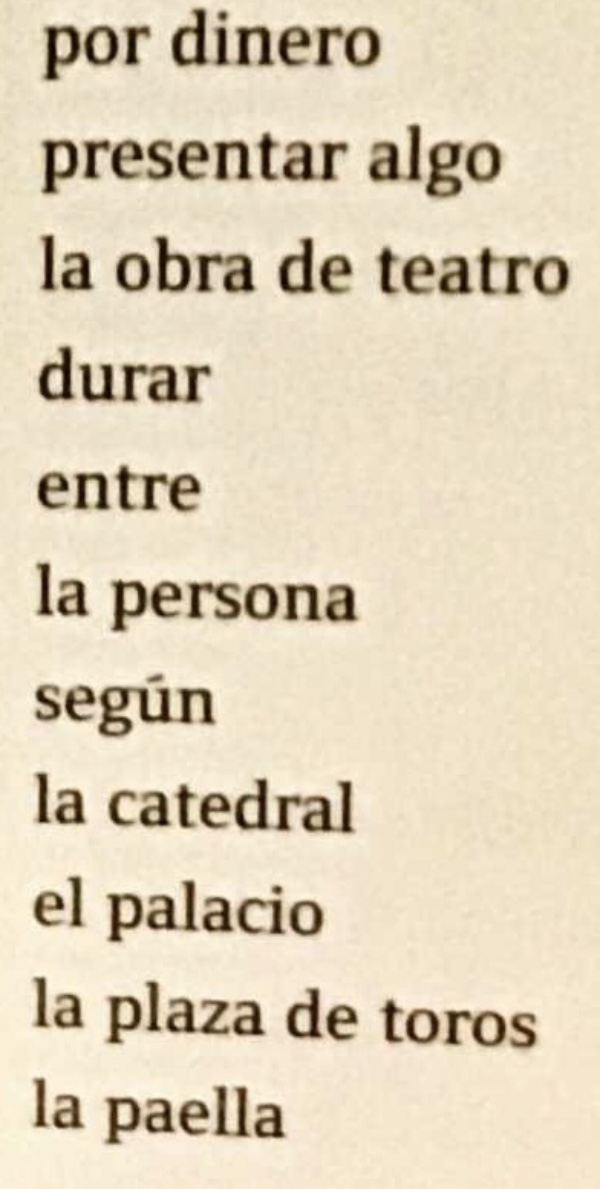 por dinero
presentar algo
la obra de teatro
durar
entre
la persona
según
la catedral
el palacio
la plaza de toros
la paella